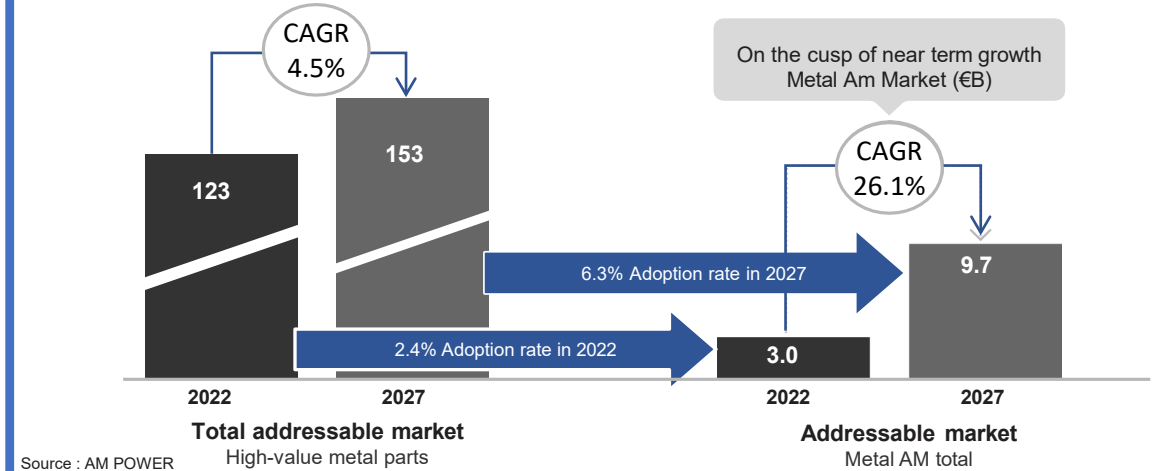 CAGR
4.5%
On the cusp of near term growth
Metal Am Market (€B)
CAGR
26.1%
123
153
6.3% Adoption rate in 2027
9.7
2.4% Adoption rate in 2022
3.0
2022
2027
2022
2027
Total addressable market
High-value metal parts
Addressable market
Metal AM total
Source : AM POWER